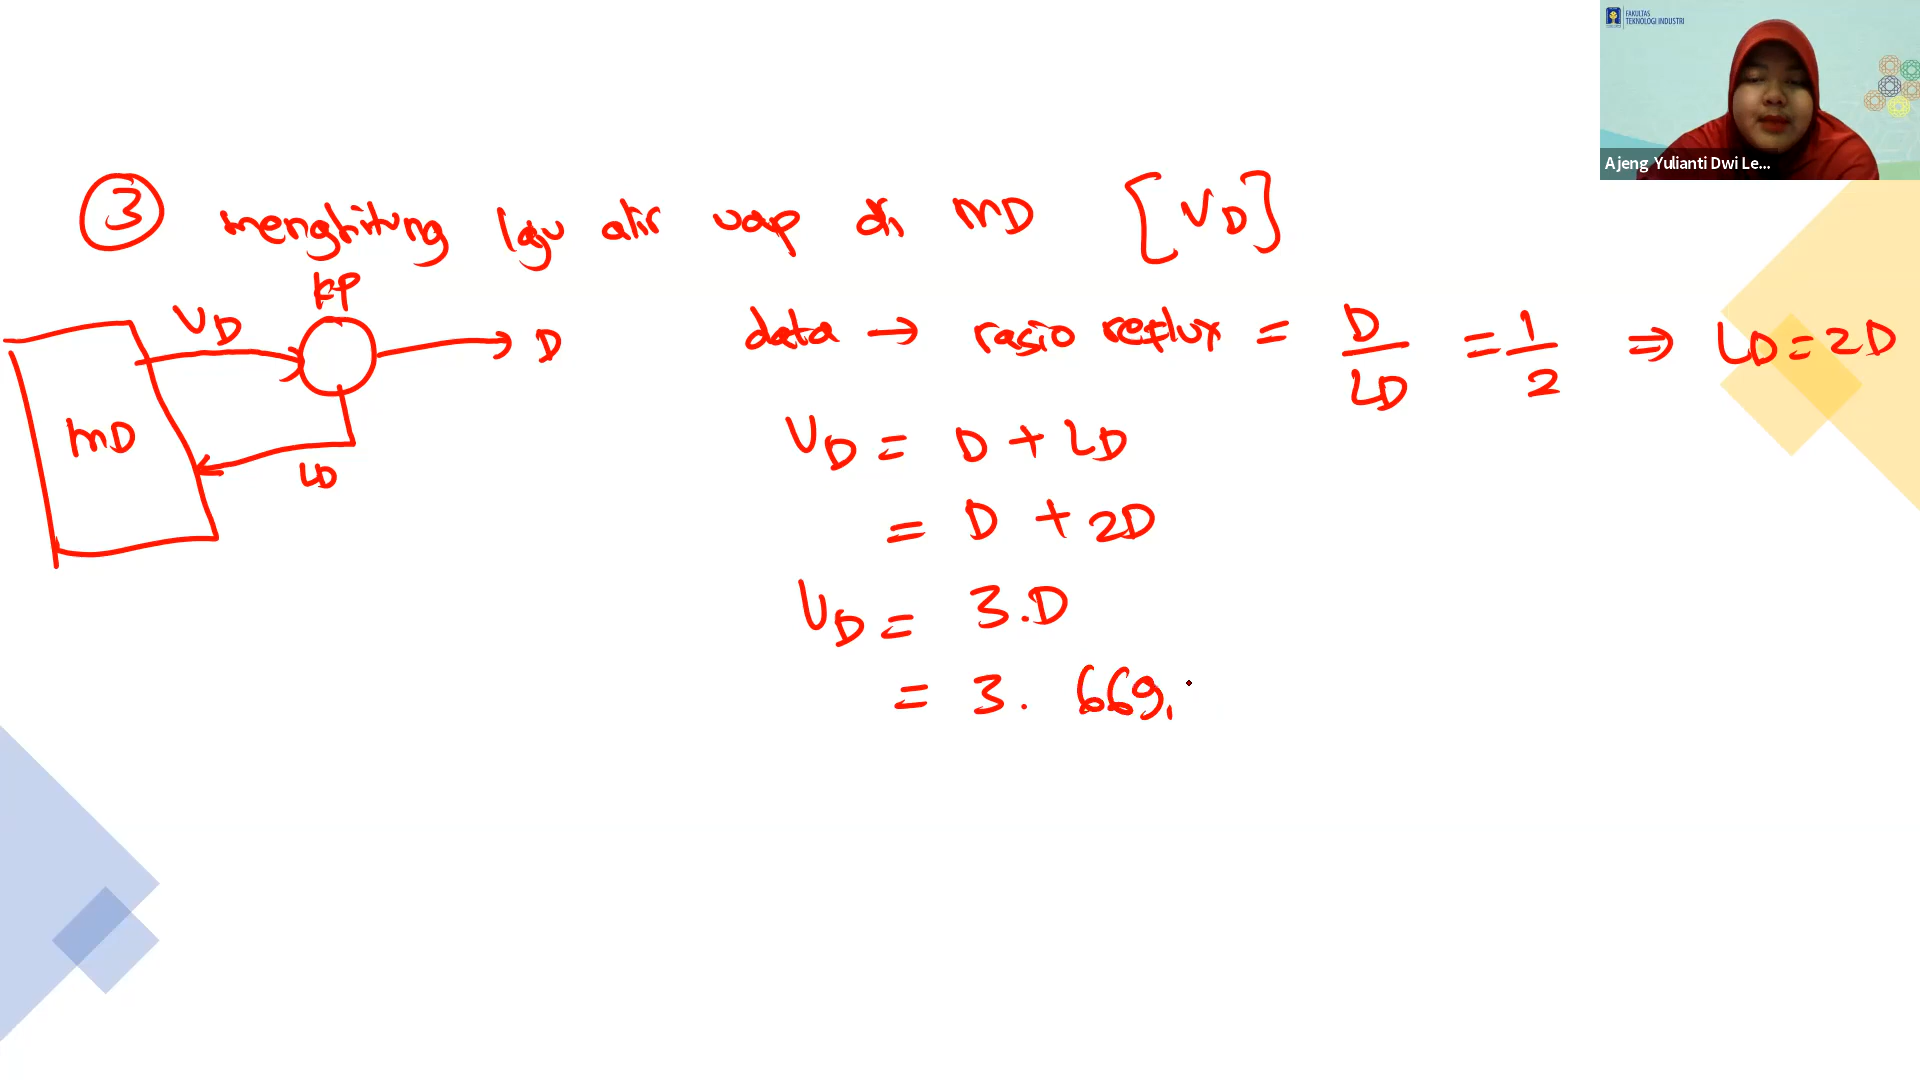 FAKULTAS
TEKNOLOGI INDUSTRI
Ajeng Yulianti Dwi Le...
3 menghitung laju alir uap di MD [VD]
KP
VD
D
MD
LD
data → rasio reflux = D/LD = 1/2 ⇒ LD = 2D
VD = D + LD
= D + 2D
VD = 3.D
= 3. 669,